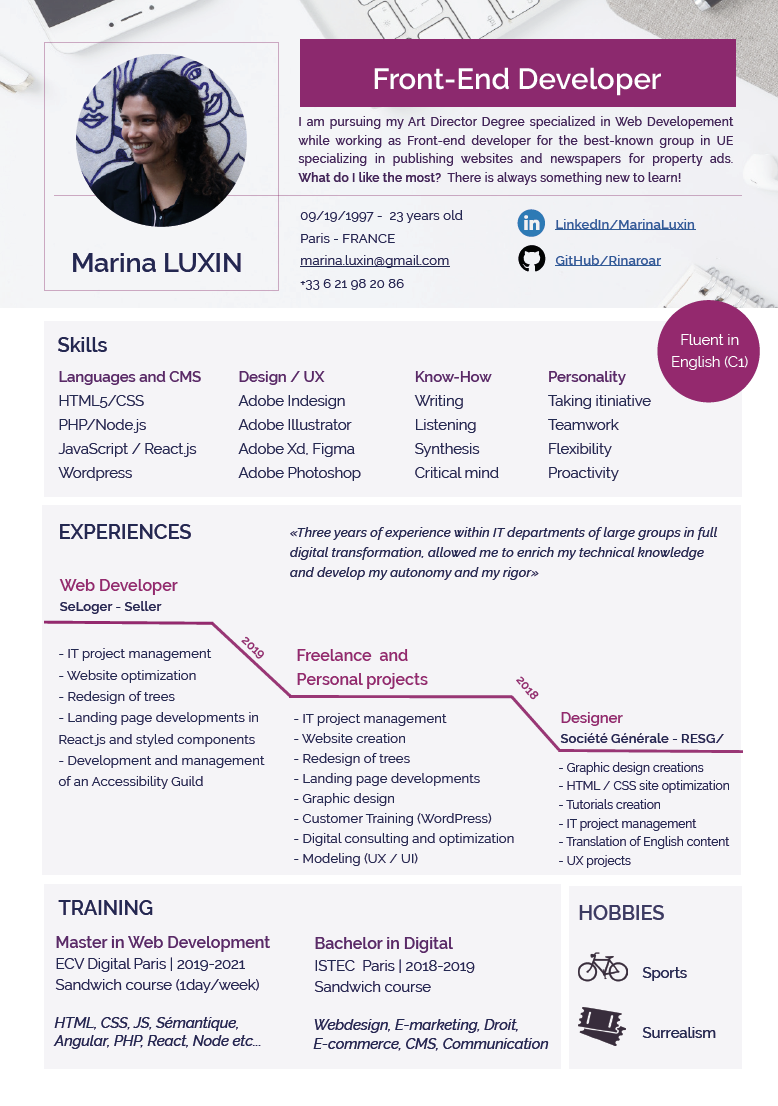 Front-End Developer
I am pursuing my Art Director Degree specialized in Web Developement
while working as Front-end developer for the best-known group in UE
specializing in publishing websites and newspapers for property ads.
What do I like the most? There is always something new to learn!
Marina LUXIN
09/19/1997 - 23 years old
Paris - FRANCE
marina.luxin@gmail.com
+33 6 21 98 20 86
in LinkedIn/MarinaLuxin
GitHub/Rinaroar
Fluent in
English (C1)
Skills
Languages and CMS
HTML5/CSS
PHP/Node.js
JavaScript / React.js
Wordpress
Design / UX
Adobe Indesign
Adobe Illustrator
Adobe Xd, Figma
Adobe Photoshop
Know-How
Writing
Listening
Synthesis
Critical mind
Personality
Taking itiniative
Teamwork
Flexibility
Proactivity
EXPERIENCES
«Three years of experience within IT departments of large groups in full
digital transformation, allowed me to enrich my technical knowledge
and develop my autonomy and my rigor»
Web Developer
SeLoger - Seller
- IT project management
- Website optimization
- Redesign of trees
- Landing page developments in
React.js and styled components
- Development and management
of an Accessibility Guild
2019
Freelance and
Personal projects
- IT project management
- Website creation
- Redesign of trees
- Landing page developments
- Graphic design
- Customer Training (WordPress)
- Digital consulting and optimization
- Modeling (UX / UI)
2018
Designer
Société Générale - RESG/
- Graphic design creations
- HTML / CSS site optimization
- Tutorials creation
- IT project management
- Translation of English content
- UX projects
TRAINING
Master in Web Development
ECV Digital Paris | 2019-2021
Sandwich course (1day/week)
HTML, CSS, JS, Sémantique,
Angular, PHP, React, Node etc...
Bachelor in Digital
ISTEC Paris | 2018-2019
Sandwich course
Webdesign, E-marketing, Droit,
E-commerce, CMS, Communication
HOBBIES
Sports
Surrealism